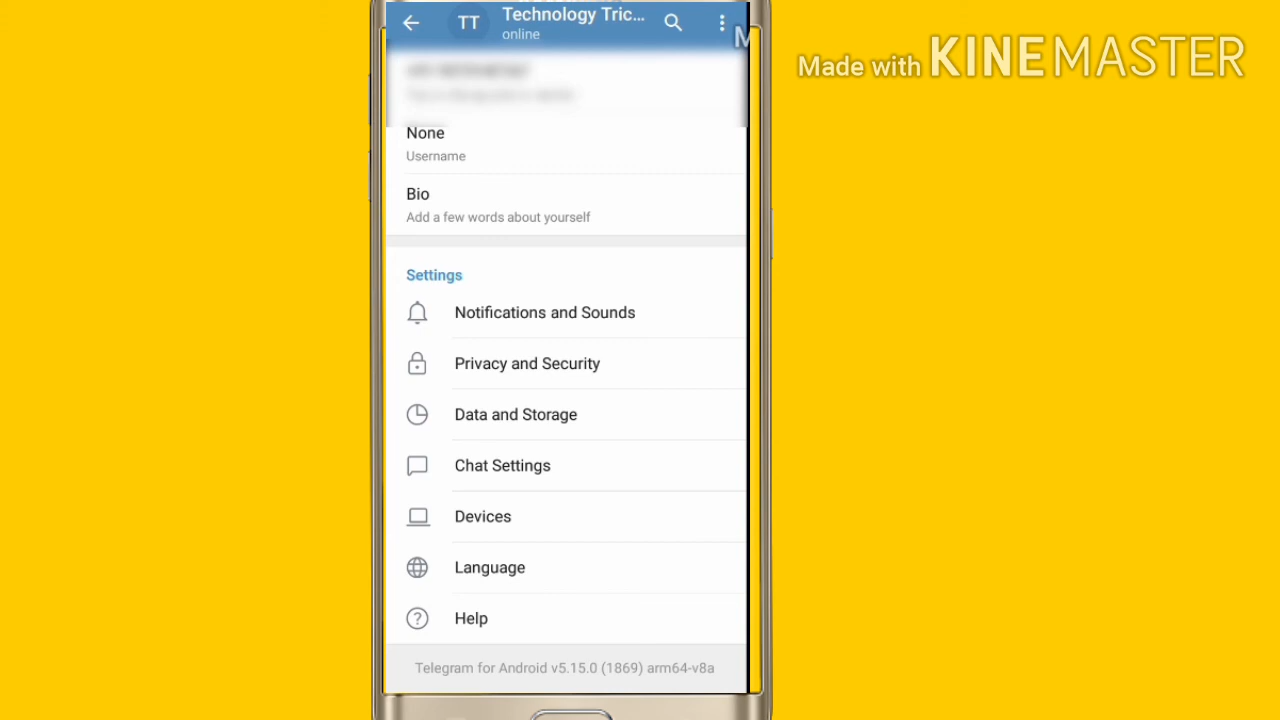 TT Technology Tric...
online
M
Made with KINEMASTER
None
Username
Bio
Add a few words about yourself
Settings
Notifications and Sounds
Privacy and Security
Data and Storage
Chat Settings
Devices
Language
Help
Telegram for Android v5.15.0 (1869) arm64-v8a